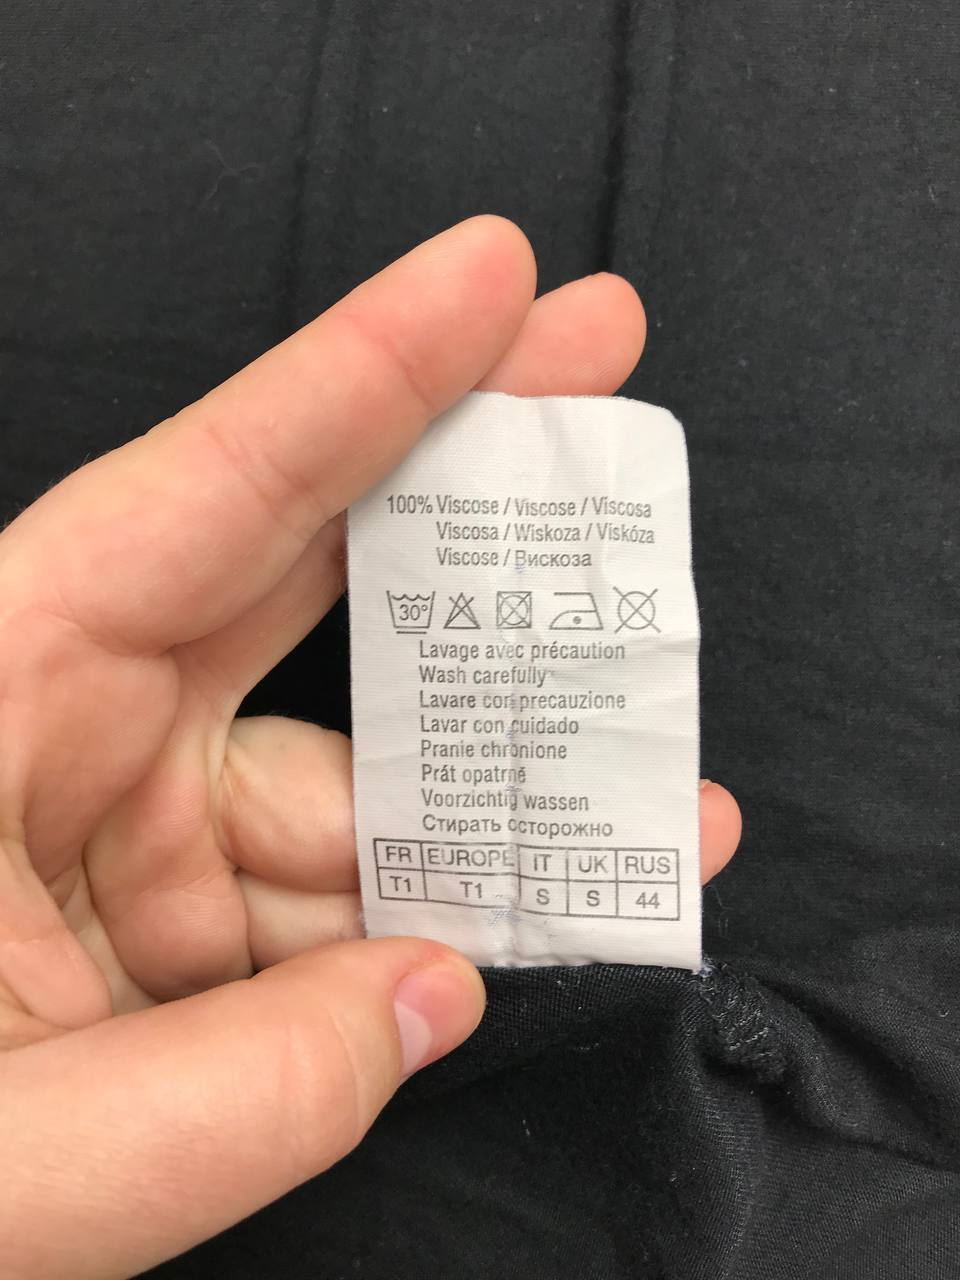 100% Viscose / Viscose / Viscosa
Viscosa / Wiskoza / Viskóza
Viscose / Вискоза
30°
Lavage avec précaution
Wash carefully
Lavare con precauzione
Lavar con cuidado
Pranie chronione
Prát opatrně
Voorzichtig wassen
Стирать осторожно
FR EUROPE IT UK RUS
T1 T1 S S 44